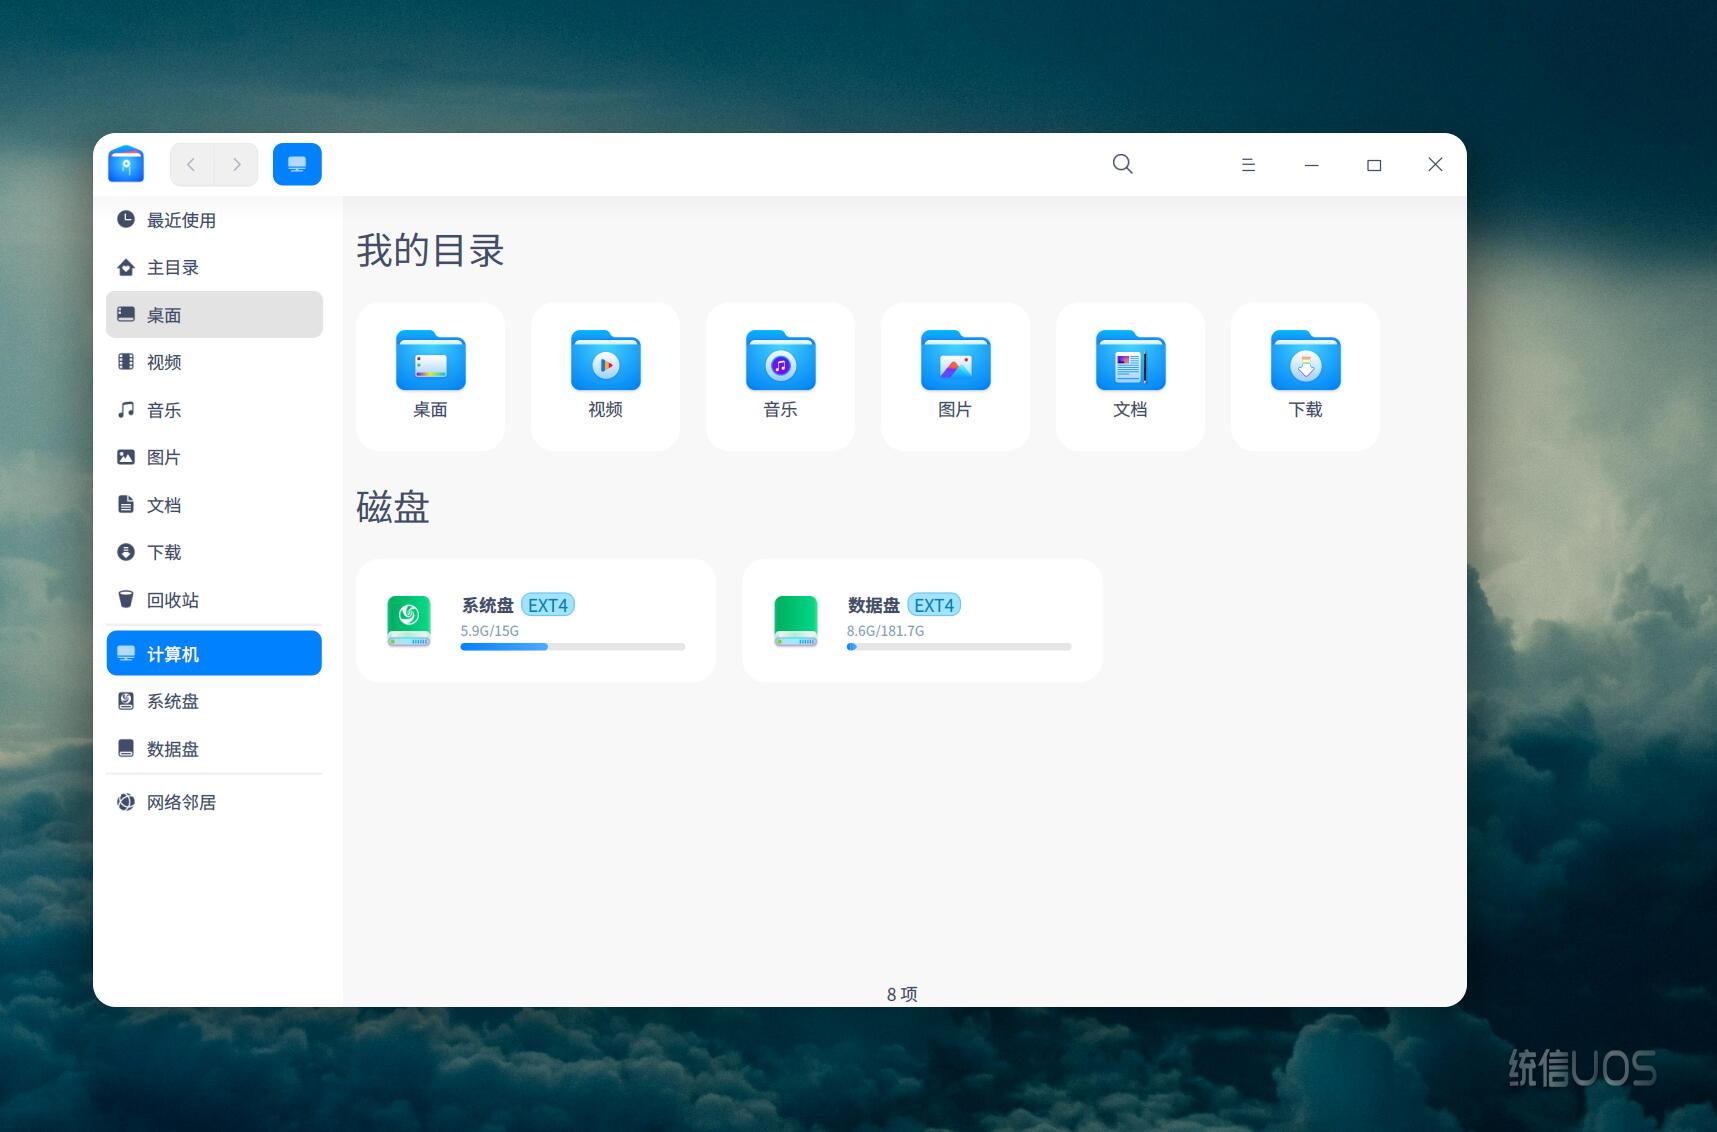 最近使用
主目录
桌面
视频
音乐
图片
文档
下载
回收站
计算机
系统盘
数据盘
网络邻居
我的目录
桌面
视频
音乐
图片
文档
下载
磁盘
系统盘 EXT4
5.9G/15G
数据盘 EXT4
8.6G/181.7G
8 项
统信UOS